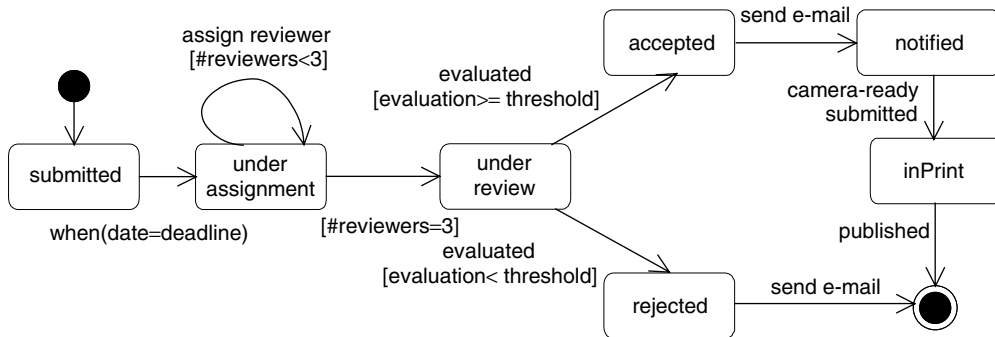 assign reviewer
[#reviewers<3]
submitted
when(date=deadline)
under
assignment
[#reviewers=3]
under
review
evaluated
[evaluation>= threshold]
evaluated
[evaluation< threshold]
accepted
send e-mail
notified
camera-ready
submitted
inPrint
published
rejected
send e-mail